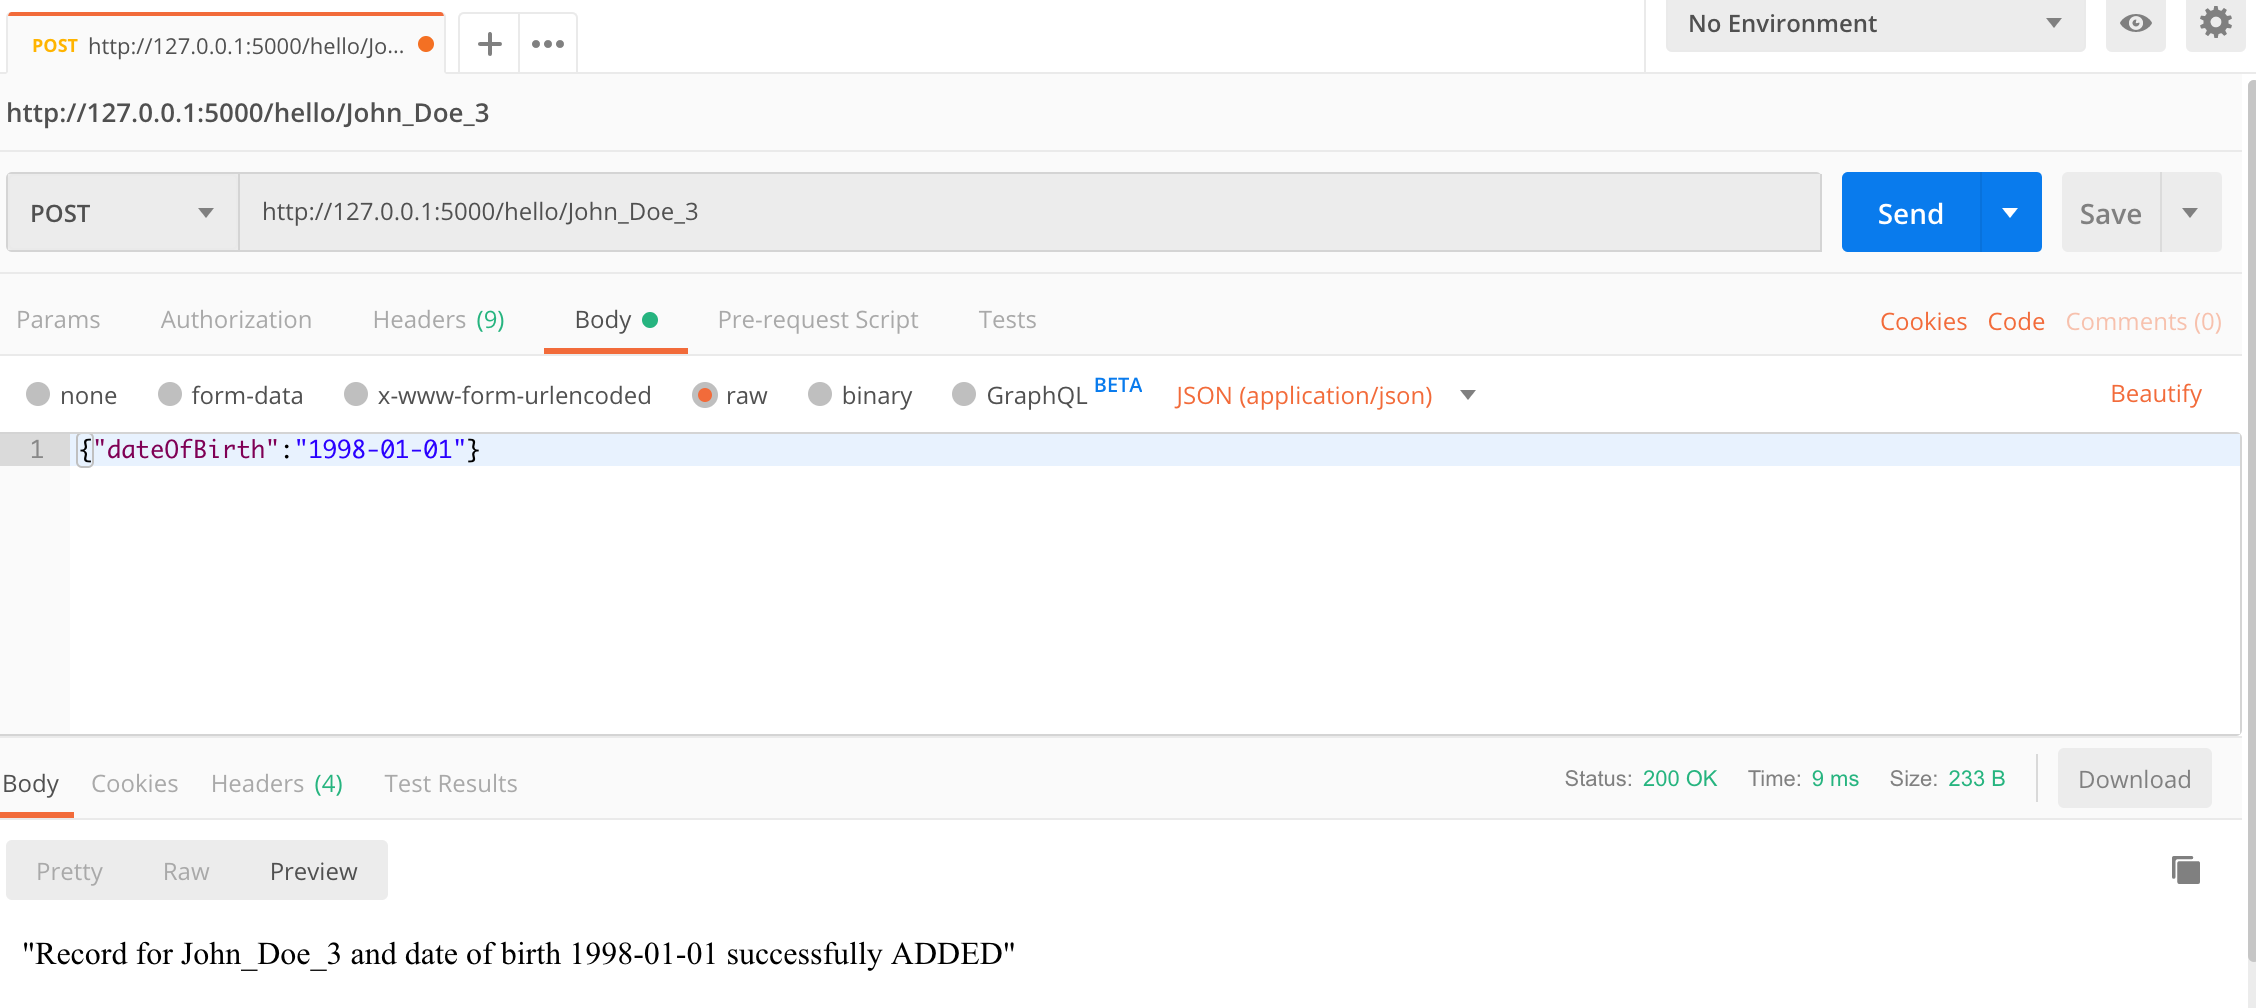 POST http://127.0.0.1:5000/hello/Jo... No Environment
http://127.0.0.1:5000/hello/John_Doe_3
POST http://127.0.0.1:5000/hello/John_Doe_3 Send Save
Params Authorization Headers (9) Body Pre-request Script Tests Cookies Code Comments (0)
none form-data x-www-form-urlencoded raw binary GraphQL BETA JSON (application/json) Beautify
1 {"dateOfBirth":"1998-01-01"}
Body Cookies Headers (4) Test Results Status: 200 OK Time: 9 ms Size: 233 B Download
Pretty Raw Preview
"Record for John_Doe_3 and date of birth 1998-01-01 successfully ADDED"